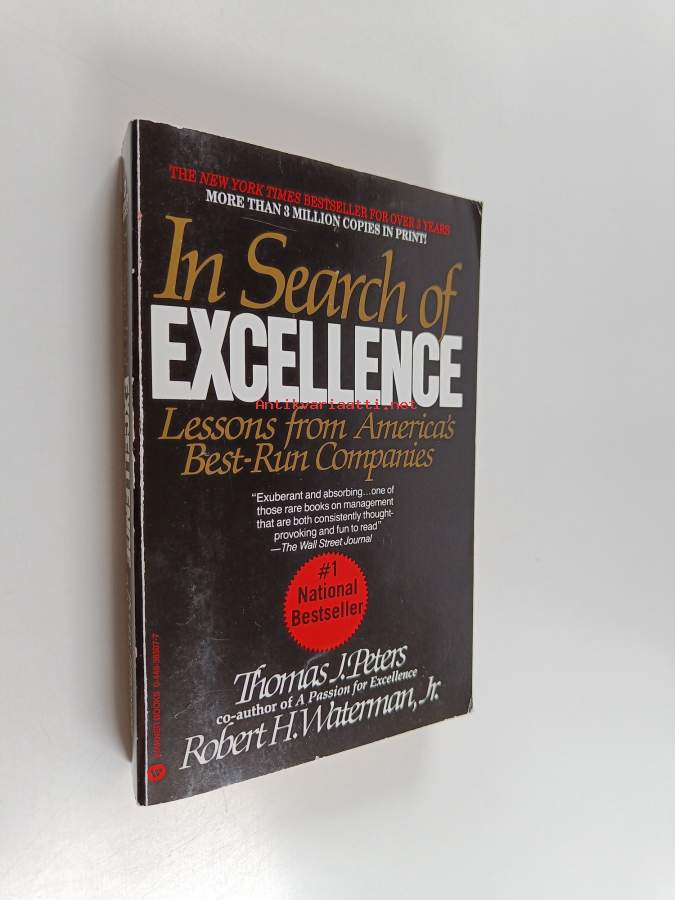 THE NEW YORK TIMES BESTSELLER FOR OVER 3 YEARS
MORE THAN 3 MILLION COPIES IN PRINT!
In Search of
EXCELLENCE
Antikvariaatti.net
Lessons from America's
Best-Run Companies
"Exuberant and absorbing...one of
those rare books on management
that are both consistently thought-
provoking and fun to read"
—The Wall Street Journal
#1
National
Bestseller
Thomas J. Peters
co-author of A Passion for Excellence
Robert H. Waterman, Jr.
EXCELLENCE
WARNER BOOKS